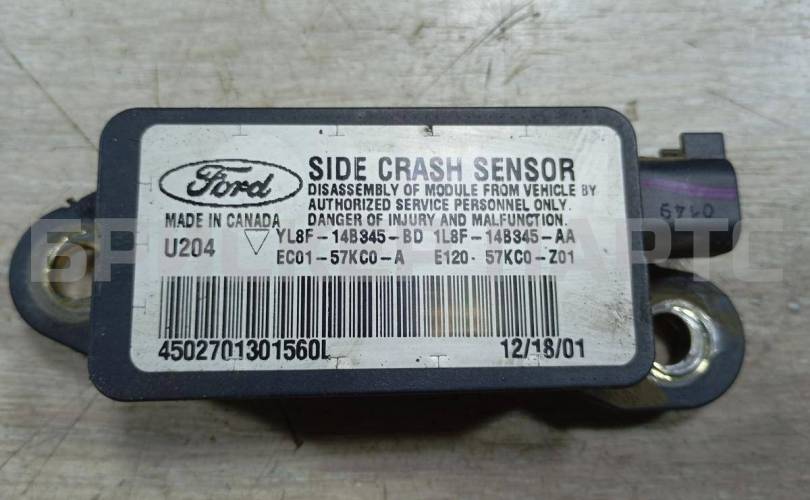 Ford
SIDE CRASH SENSOR
DISASSEMBLY OF MODULE FROM VEHICLE BY
AUTHORIZED SERVICE PERSONNEL ONLY.
DANGER OF INJURY AND MALFUNCTION.
MADE IN CANADA
U204
YL8F-14B345-BD 1L8F-14B345-AA
EC01-57KC0-A E120-57KC0-Z01
4502701301560L
12/18/01
0149